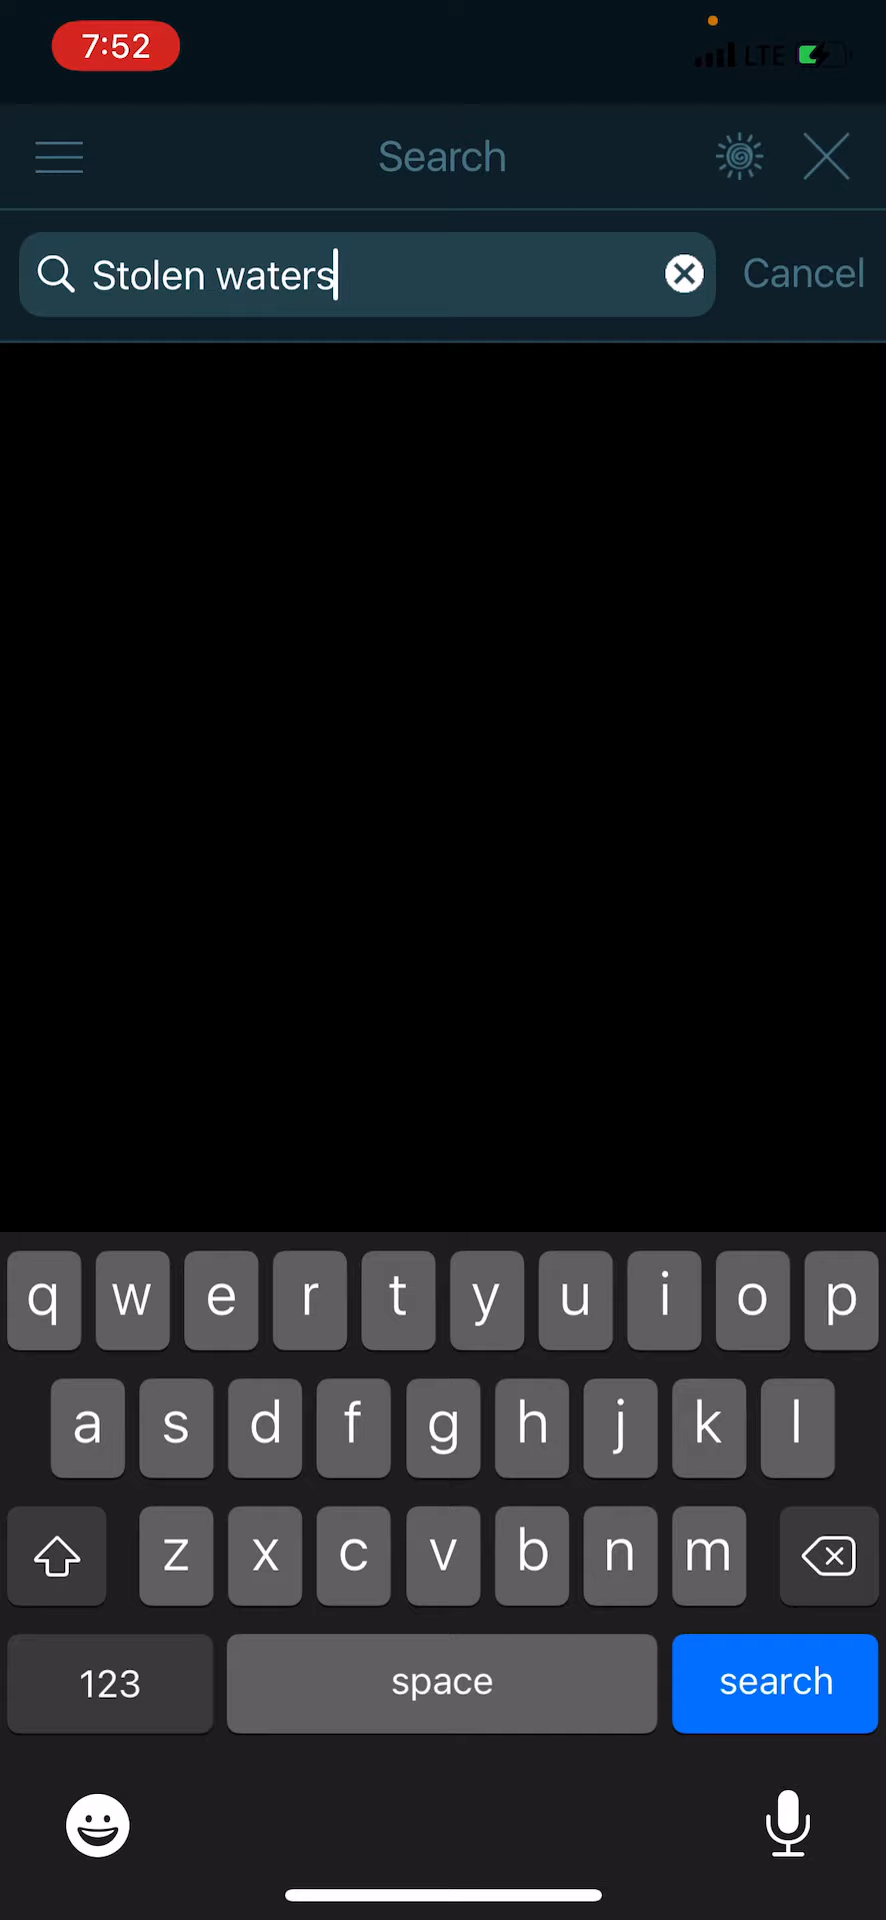 7:52
LTE
Search
Stolen waters
Cancel
q w e r t y u i o p
a s d f g h j k l
z x c v b n m
123 space search